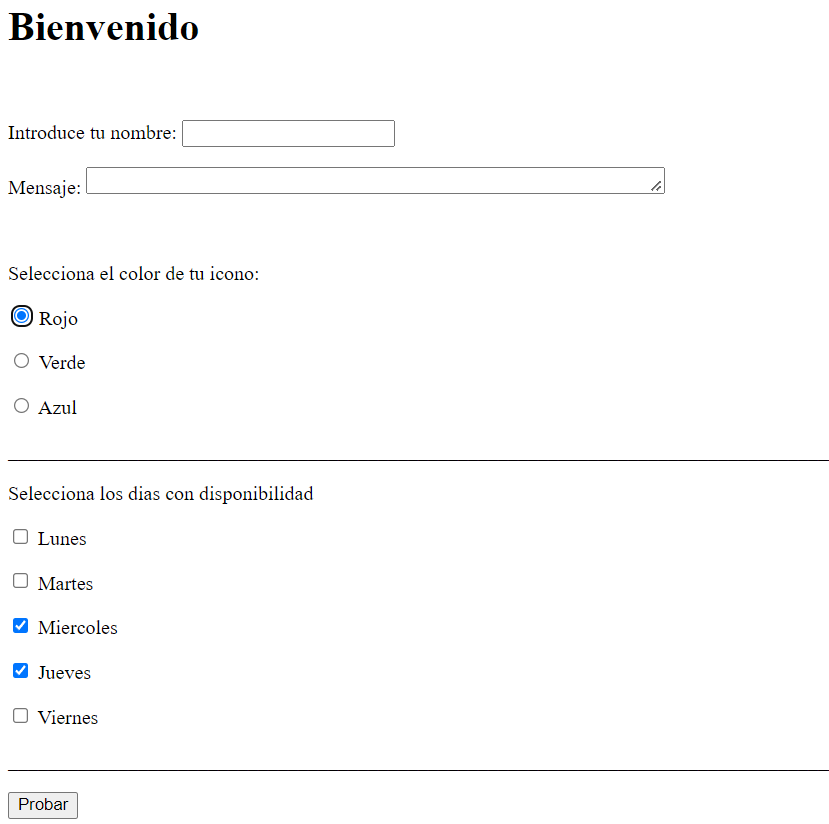 Bienvenido
Introduce tu nombre:
Mensaje:
Selecciona el color de tu icono:
Rojo
Verde
Azul
Selecciona los dias con disponibilidad
Lunes
Martes
Miercoles
Jueves
Viernes
Probar